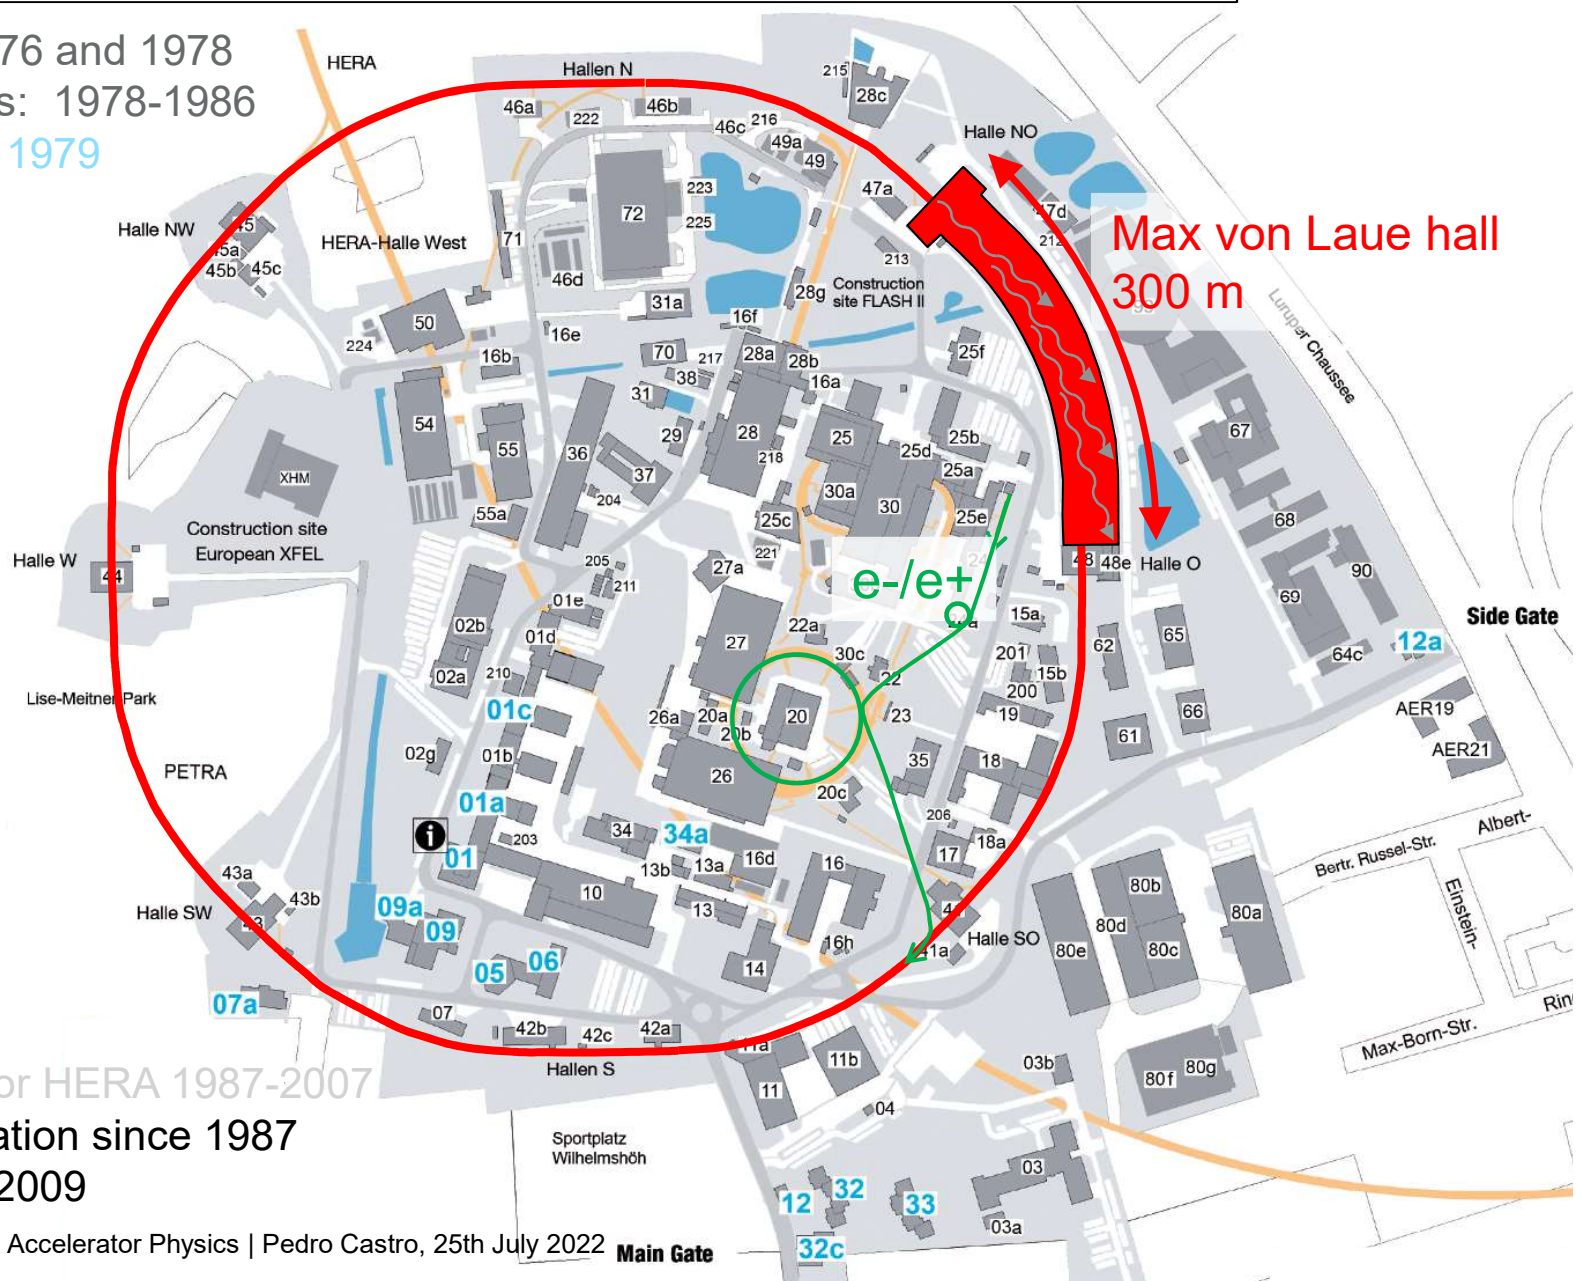 76 and 1978
s: 1978-1986
1979
HERA
Hallen N
215
28c
46a
222
46b
46c
216
49a
49
Halle NO
47a
47d
212
223
225
72
71
Halle NW
45
45a
45b
45c
HERA-Halle West
46d
213
Max von Laue hall
300 m
Construction
site FLASH II
28g
31a
50
224
16e
16f
16b
70
217
28a
28b
25f
38
31
16a
Luruper Chaussee
54
55
36
29
28
25
25b
67
37
218
25d
25a
XHM
204
30a
30
55a
25c
25e
68
Construction site
European XFEL
221
24
Halle W
44
205
211
27a
e-/e+
48
48e
Halle O
90
69
01e
02b
01d
27
22a
15a
65
62
Side Gate
12a
64c
201
30c
22
15b
200
02a
210
Lise-Meitner-Park
01c
26a
20a
20b
20
23
19
66
AER19
61
AER21
02g
01b
26
35
18
PETRA
20c
01a
206
Albert-
34
34a
203
18a
17
Bertr. Russel-Str.
01
13b
13a
16d
16
43a
43b
10
80b
Einstein-
Halle SW
43
09a
09
13
80a
80d
Halle SO
41a
80e
80c
16h
14
05
06
07a
07
42b
42c
42a
Ring
Max-Born-Str.
Hallen S
11a
11b
03b
80f
80g
11
or HERA 1987-2007
04
ation since 1987
Sportplatz
Wilhelmshöh
2009
03
12
32
33
03a
Accelerator Physics | Pedro Castro, 25th July 2022
Main Gate
32c